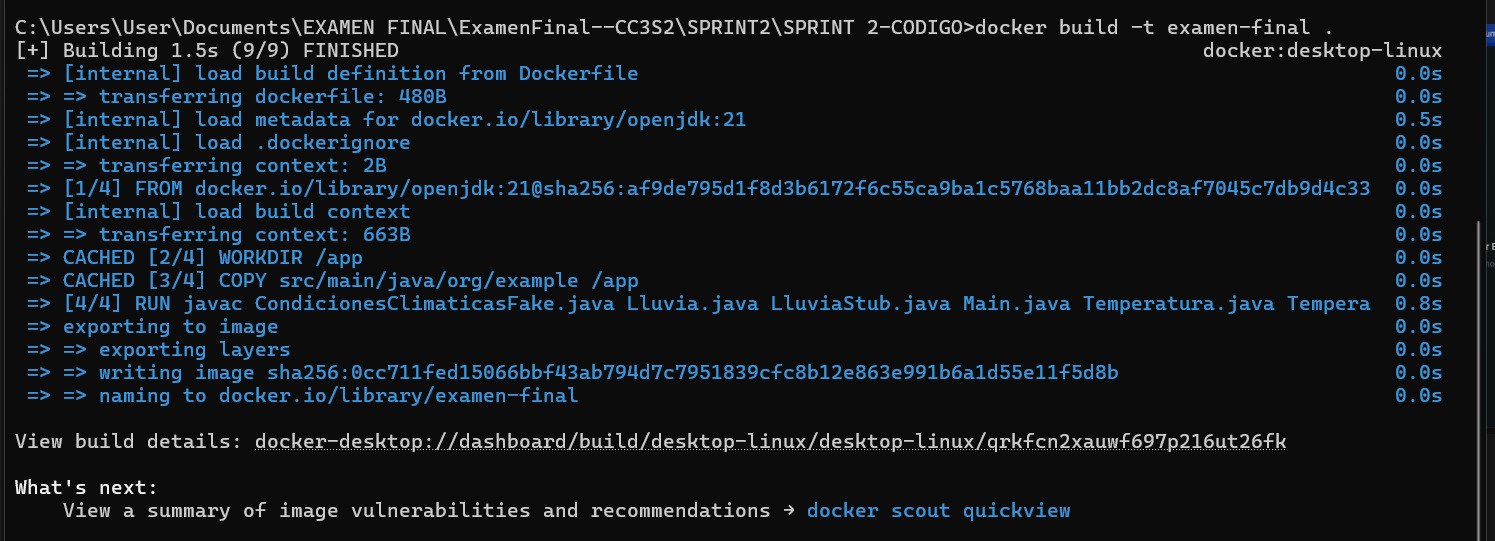 C:\Users\User\Documents\EXAMEN FINAL\ExamenFinal--CC3S2\SPRINT2\SPRINT 2-CODIGO>docker build -t examen-final .
[+] Building 1.5s (9/9) FINISHED docker:desktop-linux
=> [internal] load build definition from Dockerfile 0.0s
=> => transferring dockerfile: 480B 0.0s
=> [internal] load metadata for docker.io/library/openjdk:21 0.5s
=> [internal] load .dockerignore 0.0s
=> => transferring context: 2B 0.0s
=> [1/4] FROM docker.io/library/openjdk:21@sha256:af9de795d1f8d3b6172f6c55ca9ba1c5768baa11bb2dc8af7045c7db9d4c33 0.0s
=> [internal] load build context 0.0s
=> => transferring context: 663B 0.0s
=> CACHED [2/4] WORKDIR /app 0.0s
=> CACHED [3/4] COPY src/main/java/org/example /app 0.0s
=> [4/4] RUN javac CondicionesClimaticasFake.java Lluvia.java LluviaStub.java Main.java Temperatura.java Tempera 0.8s
=> exporting to image 0.0s
=> => exporting layers 0.0s
=> => writing image sha256:0cc711fed15066bbf43ab794d7c7951839cfc8b12e863e991b6a1d55e11f5d8b 0.0s
=> => naming to docker.io/library/examen-final 0.0s
View build details: docker-desktop://dashboard/build/desktop-linux/desktop-linux/qrkfcn2xauwf697p216ut26fk
What's next:
View a summary of image vulnerabilities and recommendations → docker scout quickview